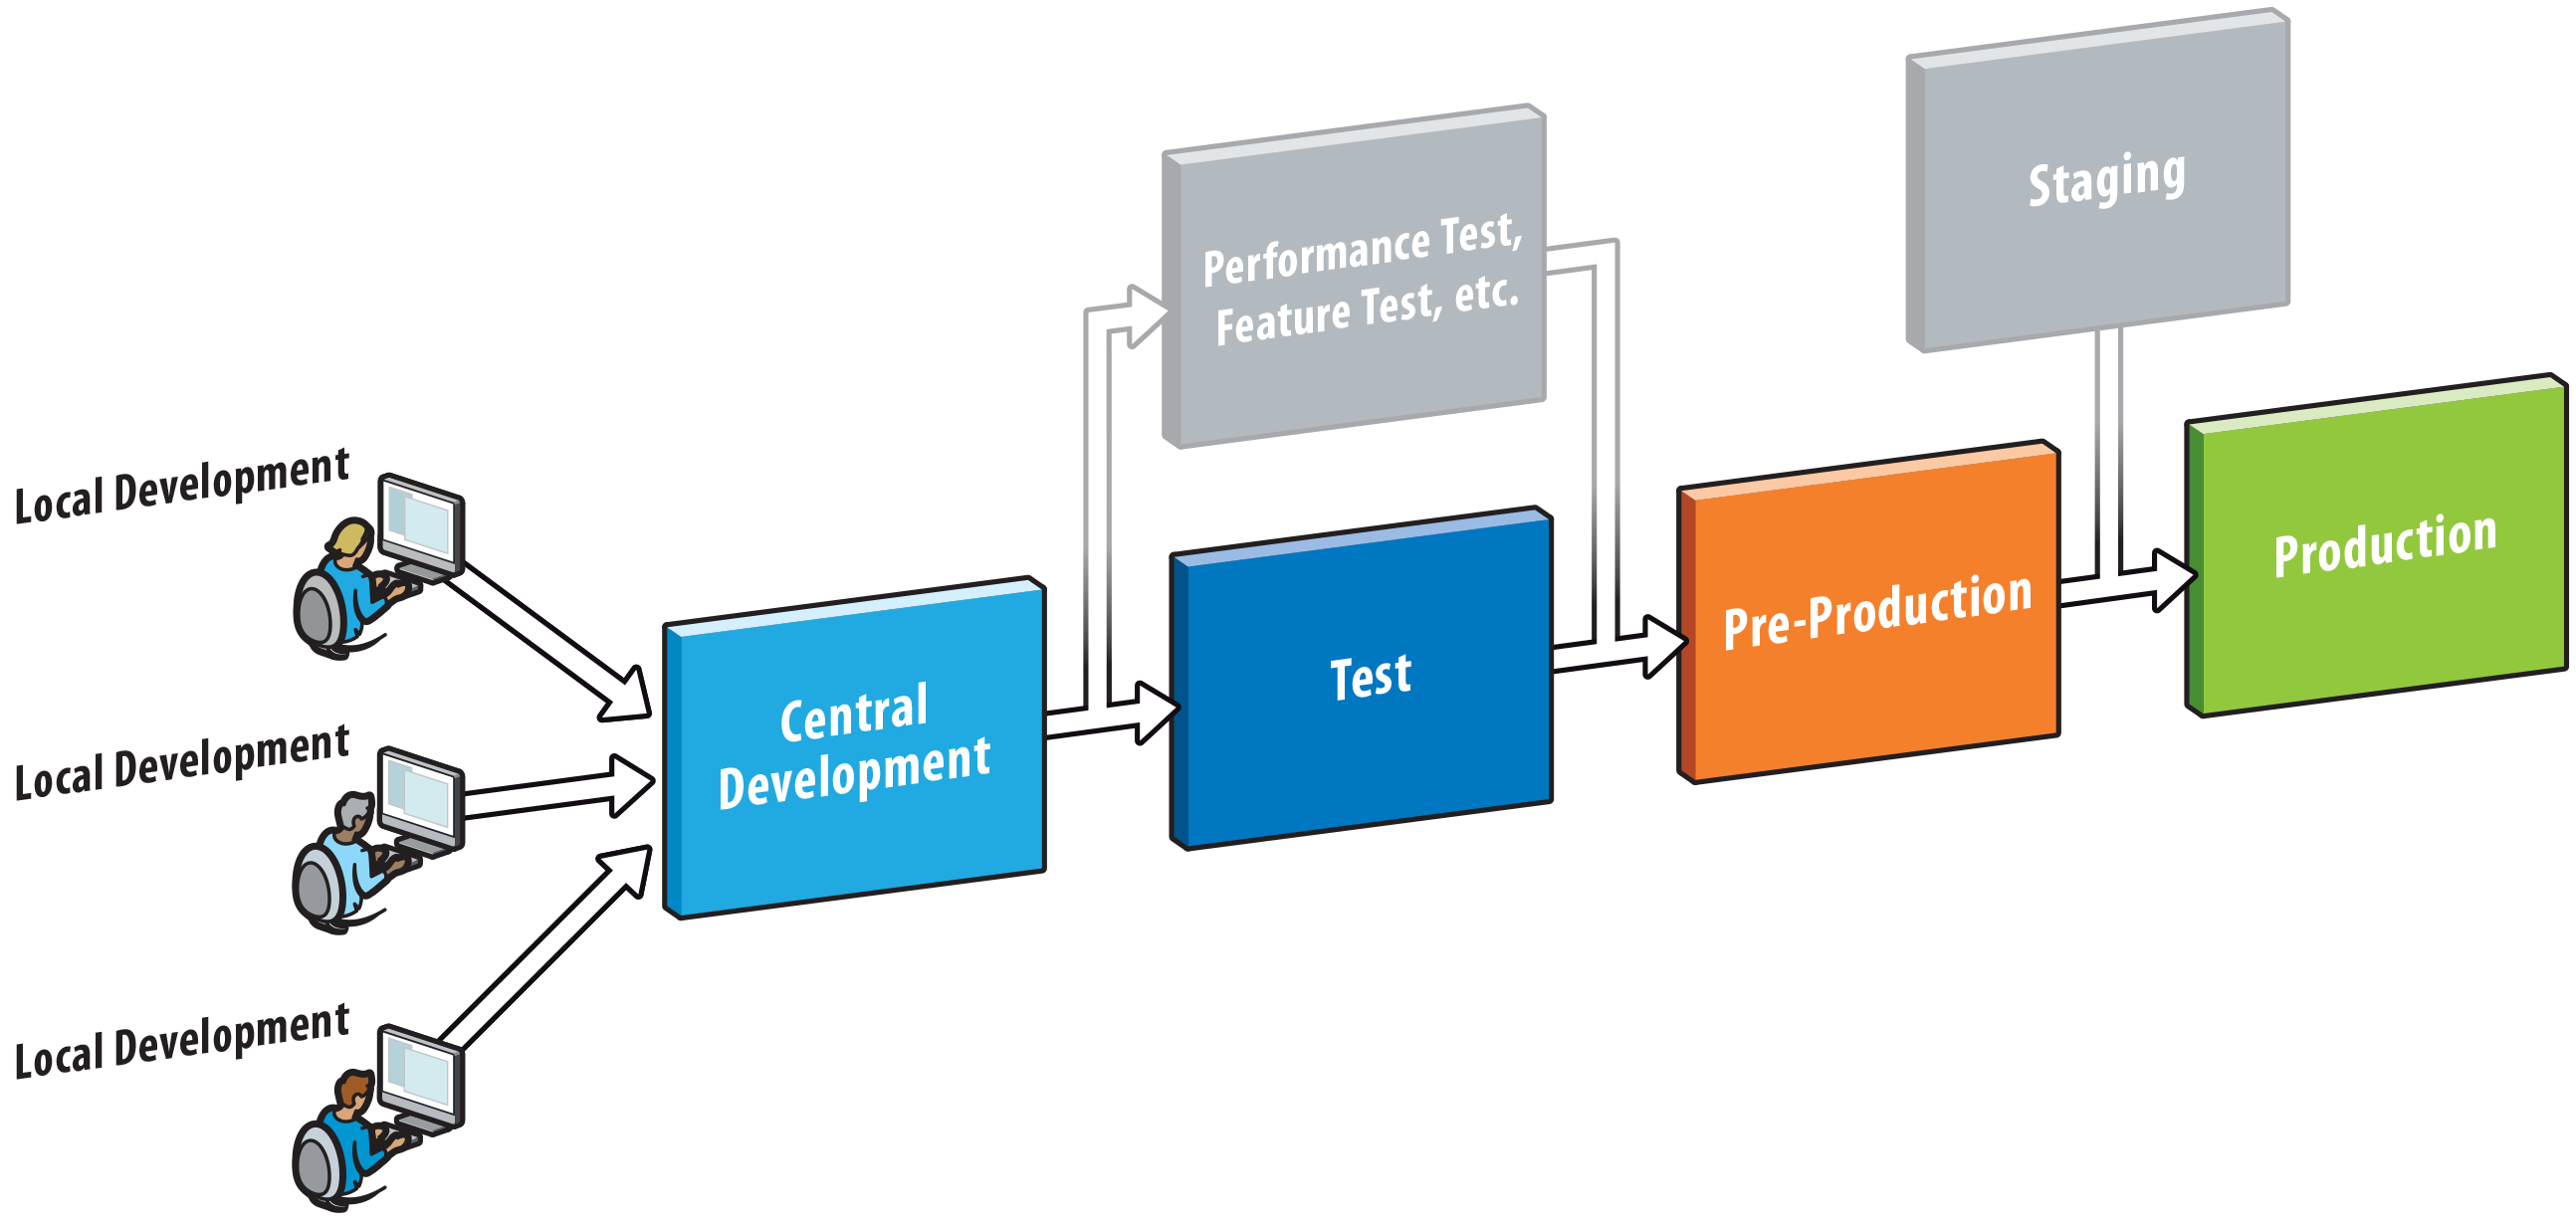 Local Development
Local Development
Local Development
Central
Development
Performance Test,
Feature Test, etc.
Test
Pre-Production
Staging
Production